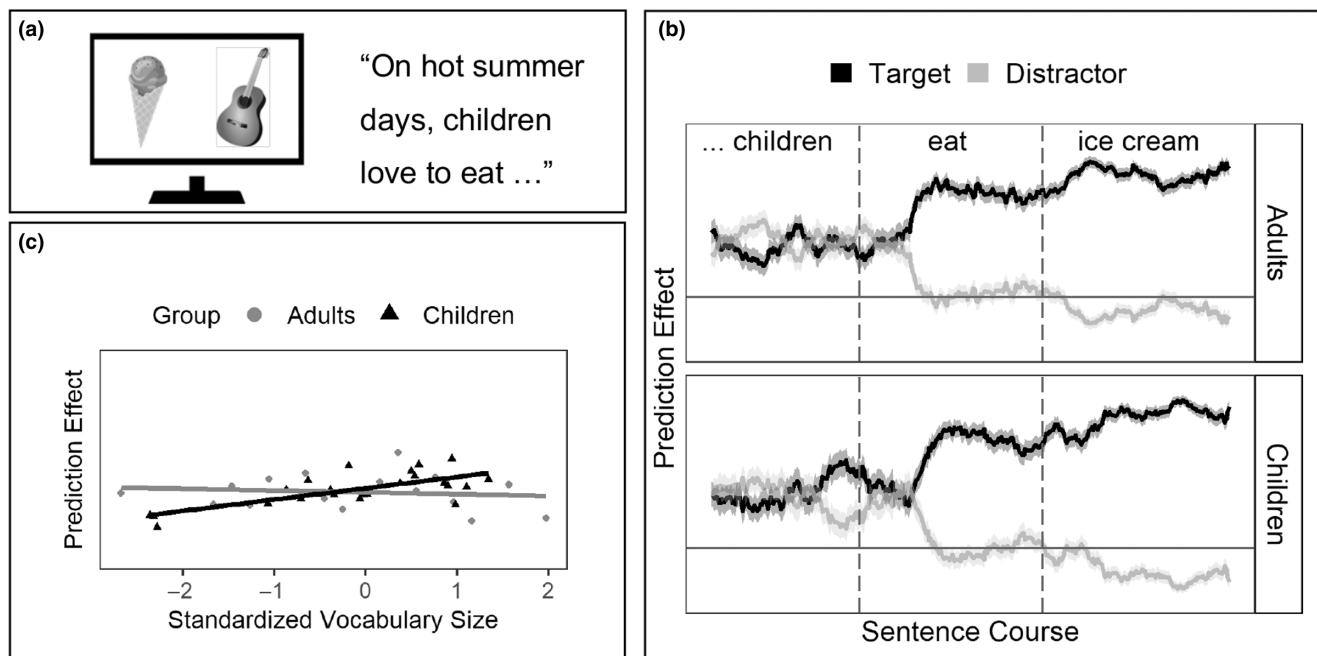 (a)
“On hot summer
days, children
love to eat …”
(c)
Group Adults Children
Prediction Effect
−2 −1 0 1 2
Standardized Vocabulary Size
(b)
Target Distractor
... children eat ice cream
Adults
Prediction Effect
Children
Sentence Course